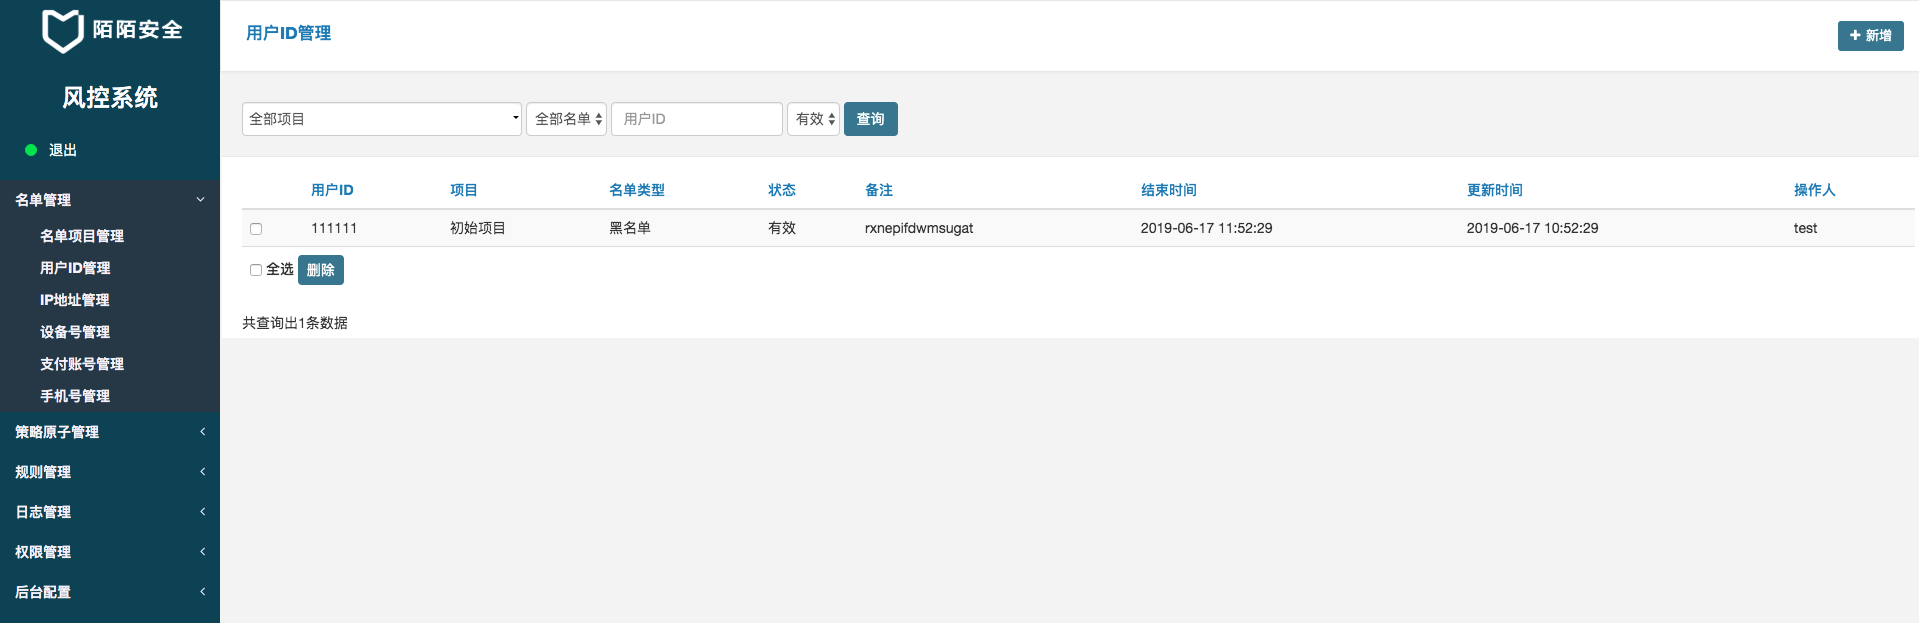 陌陌安全
风控系统
退出
名单管理
名单项目管理
用户ID管理
IP地址管理
设备号管理
支付账号管理
手机号管理
策略原子管理
规则管理
日志管理
权限管理
后台配置
用户ID管理
新增
全部项目 全部名单 用户ID 有效 查询
用户ID 项目 名单类型 状态 备注 结束时间 更新时间 操作人
111111 初始项目 黑名单 有效 rxnepifdwmsugat 2019-06-17 11:52:29 2019-06-17 10:52:29 test
全选 删除
共查询出1条数据